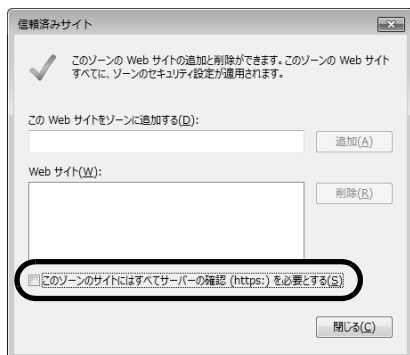 信頼済みサイト
このゾーンの Web サイトの追加と削除ができます。このゾーンの Web サイト
すべてに、ゾーンのセキュリティ設定が適用されます。
この Web サイトをゾーンに追加する(D):
追加(A)
Web サイト(W):
削除(R)
このゾーンのサイトにはすべてサーバーの確認 (https:) を必要とする(S)
閉じる(C)